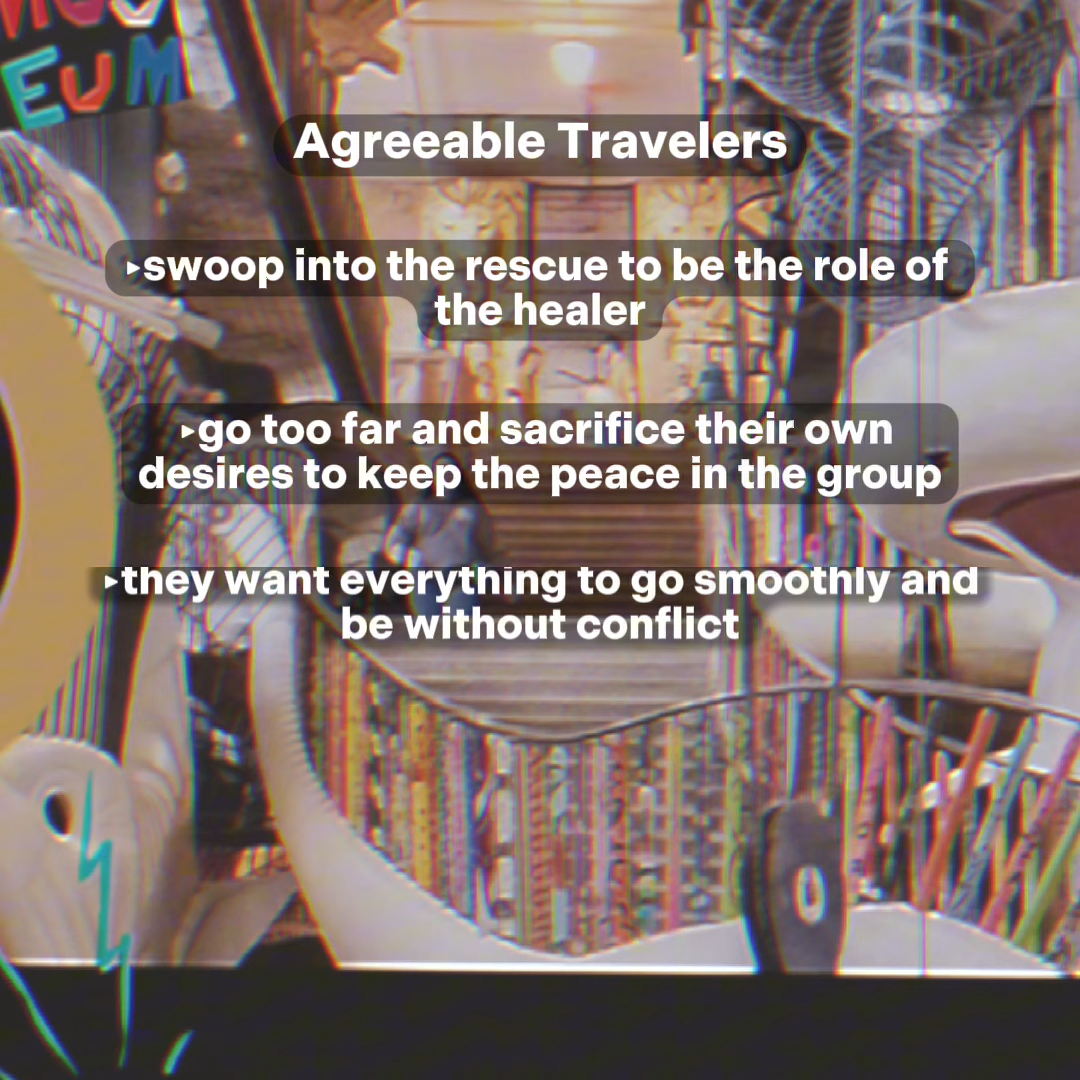 EUM
Agreeable Travelers
▸swoop into the rescue to be the role of
the healer
▸go too far and sacrifice their own
desires to keep the peace in the group
▸they want everything to go smoothly and
be without conflict